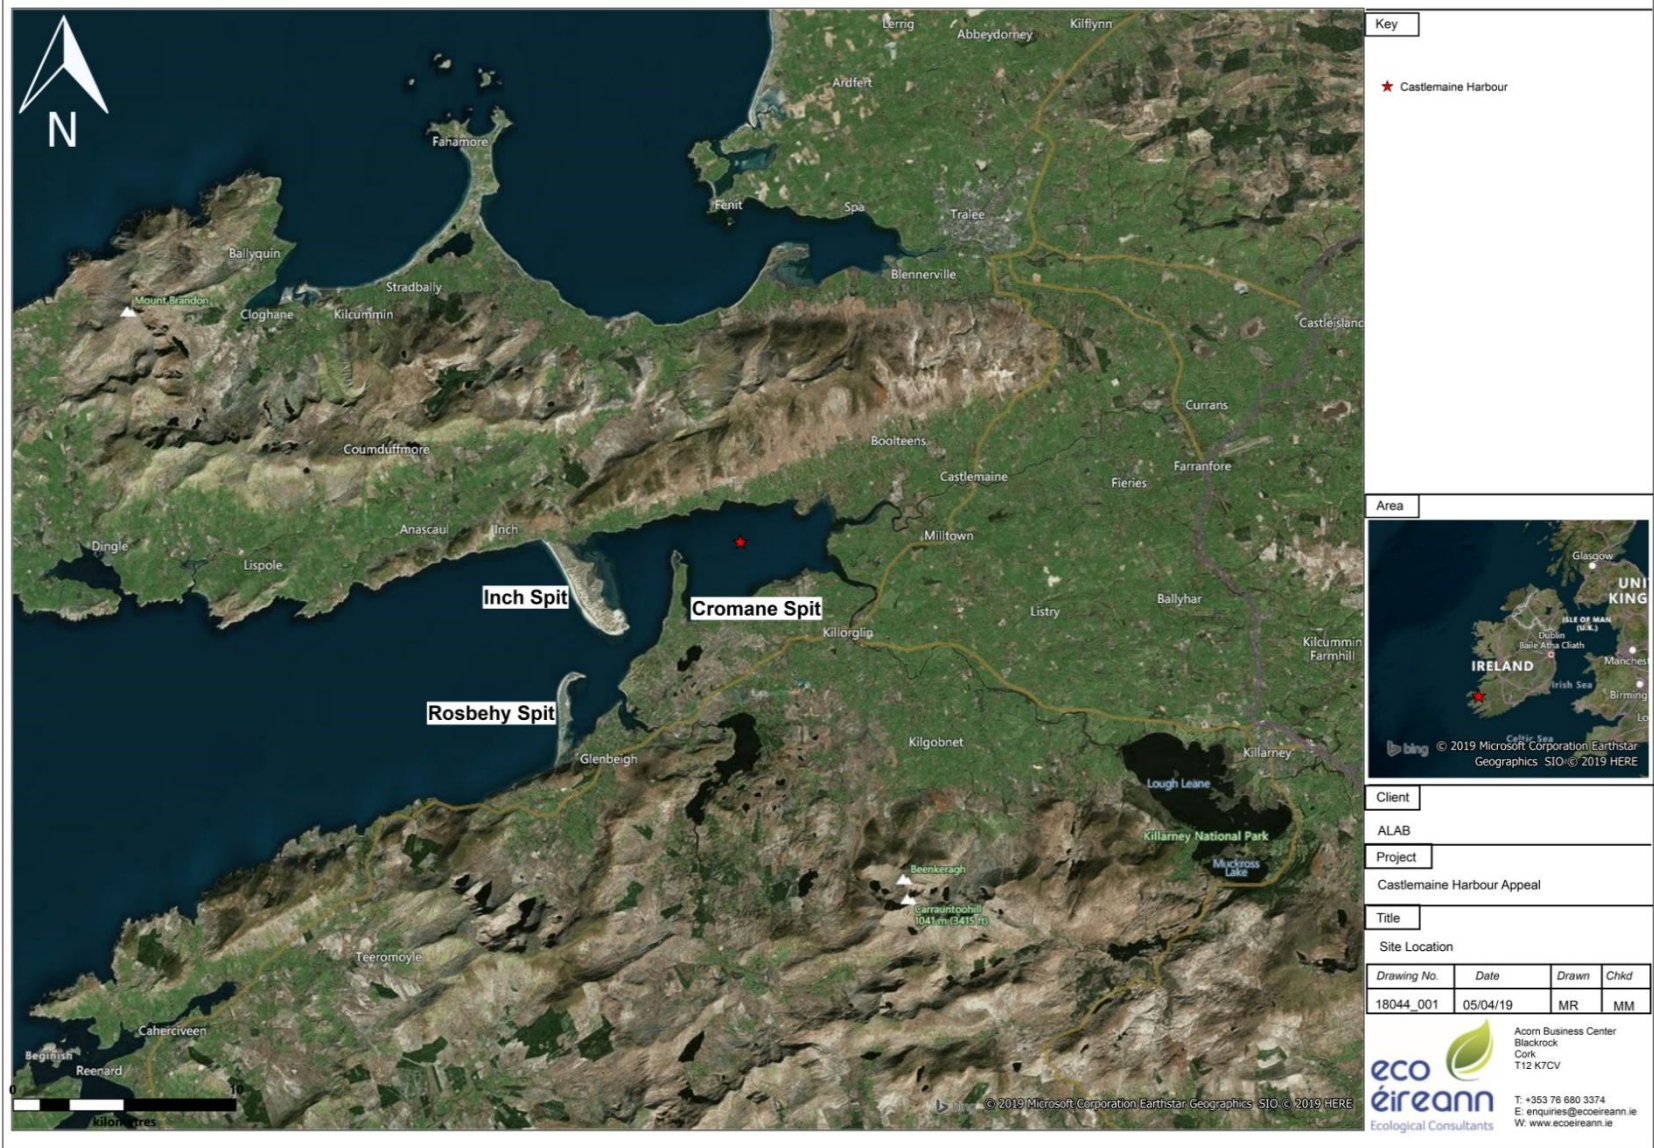 N
Lerrig
Kilflynn
Abbeydorney
Ardfert
Fahamore
Fenit
Spa
Tralee
Ballyquin
Blennerville
Stradbally
Mount Brandon
Cloghane
Kilcummin
Castleisland
Currans
Boolteens
Coumduffmore
Farranfore
Castlemaine
Fieries
Anascaul
Inch
Milltown
Dingle
Lispole
Inch Spit
Cromane Spit
Listry
Ballyhar
Killorglin
Kilcummin
Farmhill
Rosbehy Spit
Kilgobnet
Killarney
Glenbeigh
Lough Leane
Killarney National Park
Muckross
Lake
Beenkeragh
Carrauntoohill
1041 m (3415 ft)
Teeromoyle
Caherciveen
Beginish
Reenard
0 10
kilometres
bing © 2019 Microsoft Corporation Earthstar Geographics SIO © 2019 HERE
Key
Castlemaine Harbour
Area
Glasgow
UNI
KING
ISLE OF MAN
(U.K.)
Dublin
Baile Átha Cliath
Manchest
IRELAND
Irish Sea
Birming
Lo
Celtic Sea
bing © 2019 Microsoft Corporation Earthstar
Geographics SIO © 2019 HERE
Client
ALAB
Project
Castlemaine Harbour Appeal
Title
Site Location
Drawing No. Date Drawn Chkd
18044_001 05/04/19 MR MM
eco
éireann
Ecological Consultants
Acorn Business Center
Blackrock
Cork
T12 K7CV
T: +353 76 680 3374
E: enquiries@ecoeireann.ie
W: www.ecoeireann.ie